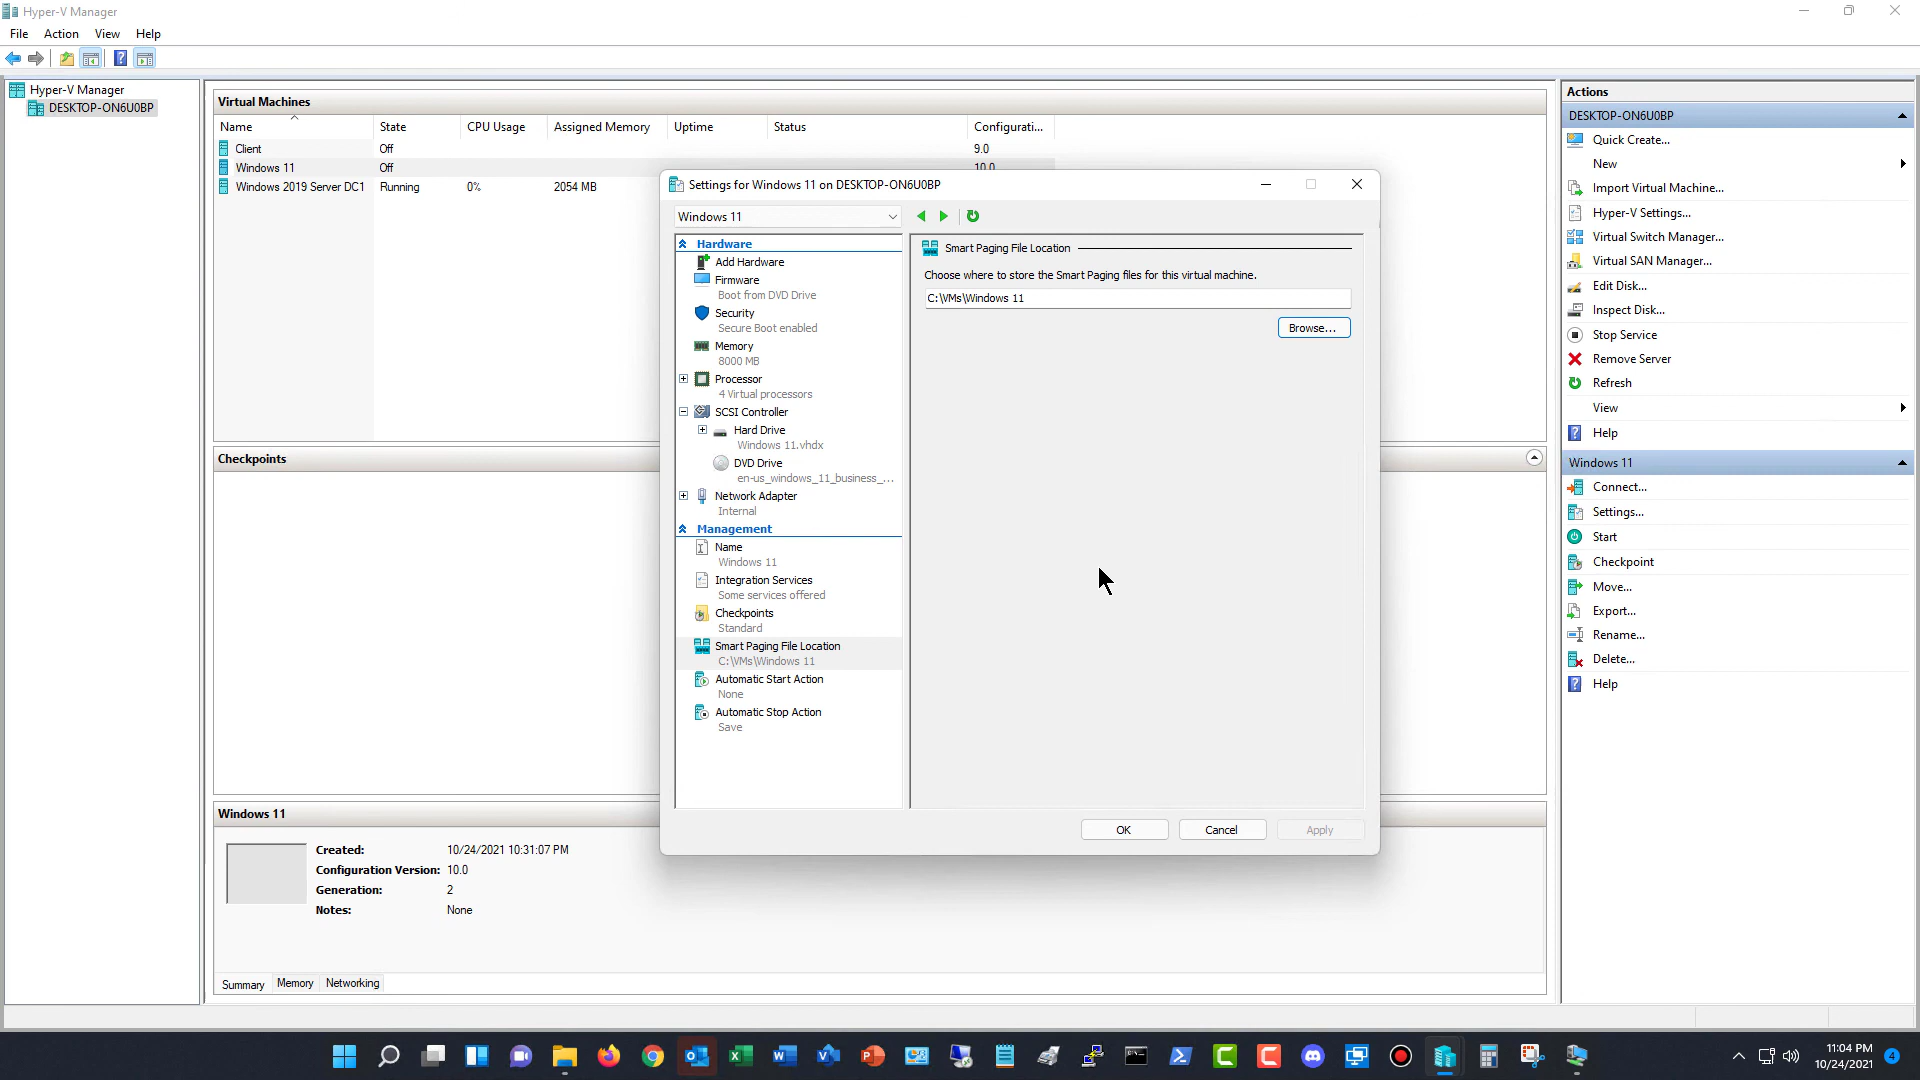 Hyper-V Manager
File Action View Help
Hyper-V Manager
DESKTOP-ON6U0BP
Virtual Machines
Name State CPU Usage Assigned Memory Uptime Status Configurati...
Client Off 9.0
Windows 11 Off 10.0
Windows 2019 Server DC1 Running 0% 2054 MB
Checkpoints
Windows 11
Created: 10/24/2021 10:31:07 PM
Configuration Version: 10.0
Generation: 2
Notes: None
Summary Memory Networking
Settings for Windows 11 on DESKTOP-ON6U0BP
Windows 11
Hardware
Add Hardware
Firmware
Boot from DVD Drive
Security
Secure Boot enabled
Memory
8000 MB
Processor
4 Virtual processors
SCSI Controller
Hard Drive
Windows 11.vhdx
DVD Drive
en-us_windows_11_business_...
Network Adapter
Internal
Management
Name
Windows 11
Integration Services
Some services offered
Checkpoints
Standard
Smart Paging File Location
C:\VMs\Windows 11
Automatic Start Action
None
Automatic Stop Action
Save
Smart Paging File Location
Choose where to store the Smart Paging files for this virtual machine.
C:\VMs\Windows 11
Browse...
OK Cancel Apply
Actions
DESKTOP-ON6U0BP
Quick Create...
New
Import Virtual Machine...
Hyper-V Settings...
Virtual Switch Manager...
Virtual SAN Manager...
Edit Disk...
Inspect Disk...
Stop Service
Remove Server
Refresh
View
Help
Windows 11
Connect...
Settings...
Start
Checkpoint
Move...
Export...
Rename...
Delete...
Help
11:04 PM
10/24/2021
4